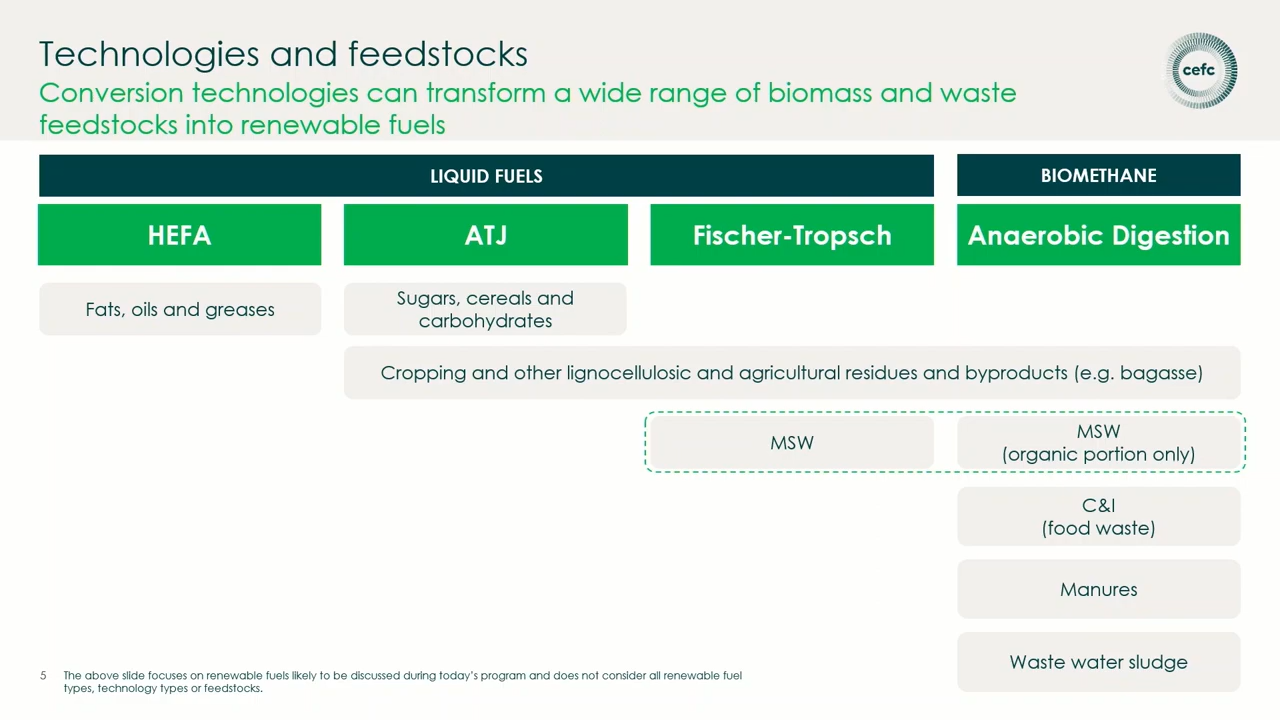 Technologies and feedstocks
Conversion technologies can transform a wide range of biomass and waste
feedstocks into renewable fuels
cefc
LIQUID FUELS
BIOMETHANE
HEFA
ATJ
Fischer-Tropsch
Anaerobic Digestion
Fats, oils and greases
Sugars, cereals and
carbohydrates
Cropping and other lignocellulosic and agricultural residues and byproducts (e.g. bagasse)
MSW
MSW
(organic portion only)
C&I
(food waste)
Manures
Waste water sludge
5
The above slide focuses on renewable fuels likely to be discussed during today's program and does not consider all renewable fuel
types, technology types or feedstocks.